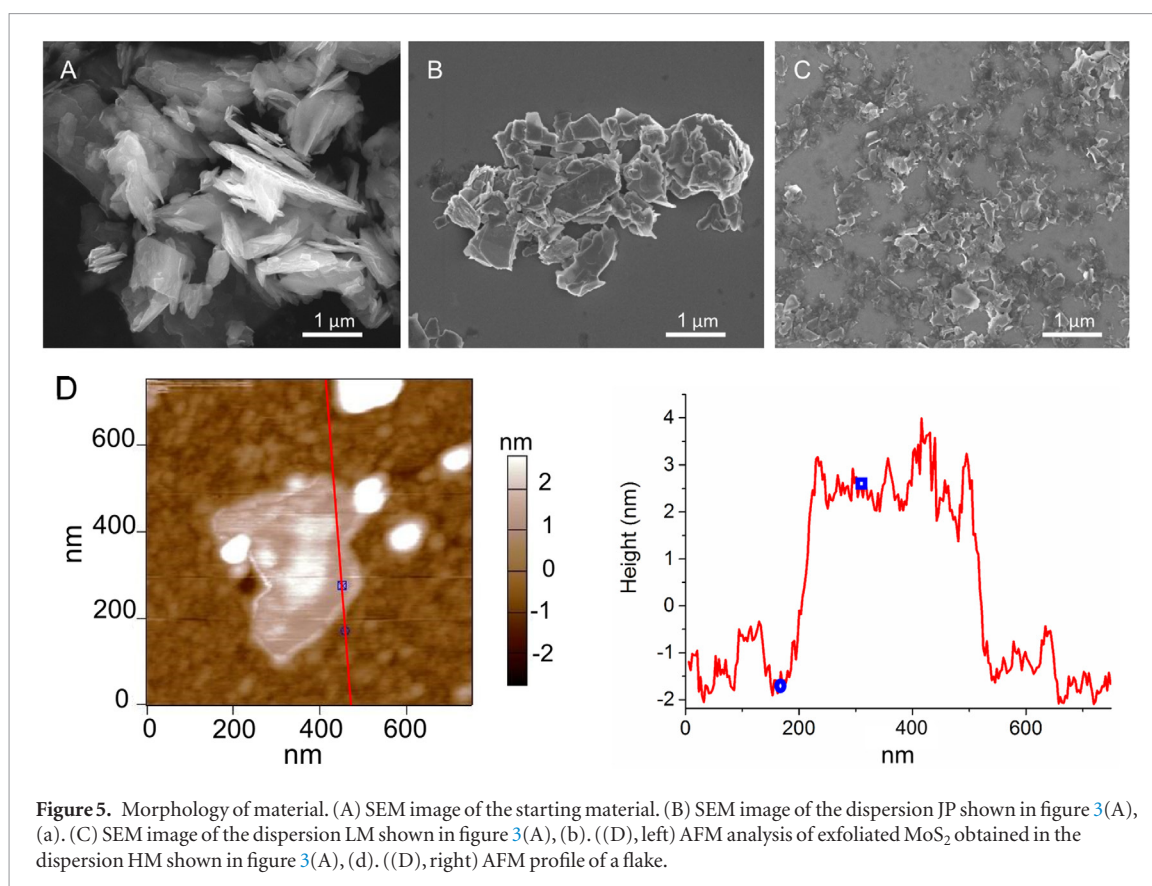 A
B
C
1 μm
1 μm
1 μm
D
nm
600
400
200
0
0
200
400
600
nm
nm
2
1
0
-1
-2
Height (nm)
4
3
2
1
0
-1
-2
0
200
400
600
nm
Figure 5. Morphology of material. (A) SEM image of the starting material. (B) SEM image of the dispersion JP shown in figure 3(A),
(a). (C) SEM image of the dispersion LM shown in figure 3(A), (b). ((D), left) AFM analysis of exfoliated MoS₂ obtained in the
dispersion HM shown in figure 3(A), (d). ((D), right) AFM profile of a flake.